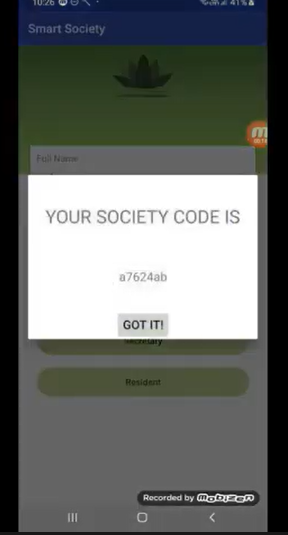 10:26
41%
Smart Society
Full Name
YOUR SOCIETY CODE IS
a7624ab
GOT IT!
Secretary
Resident
Recorded by Mobizen